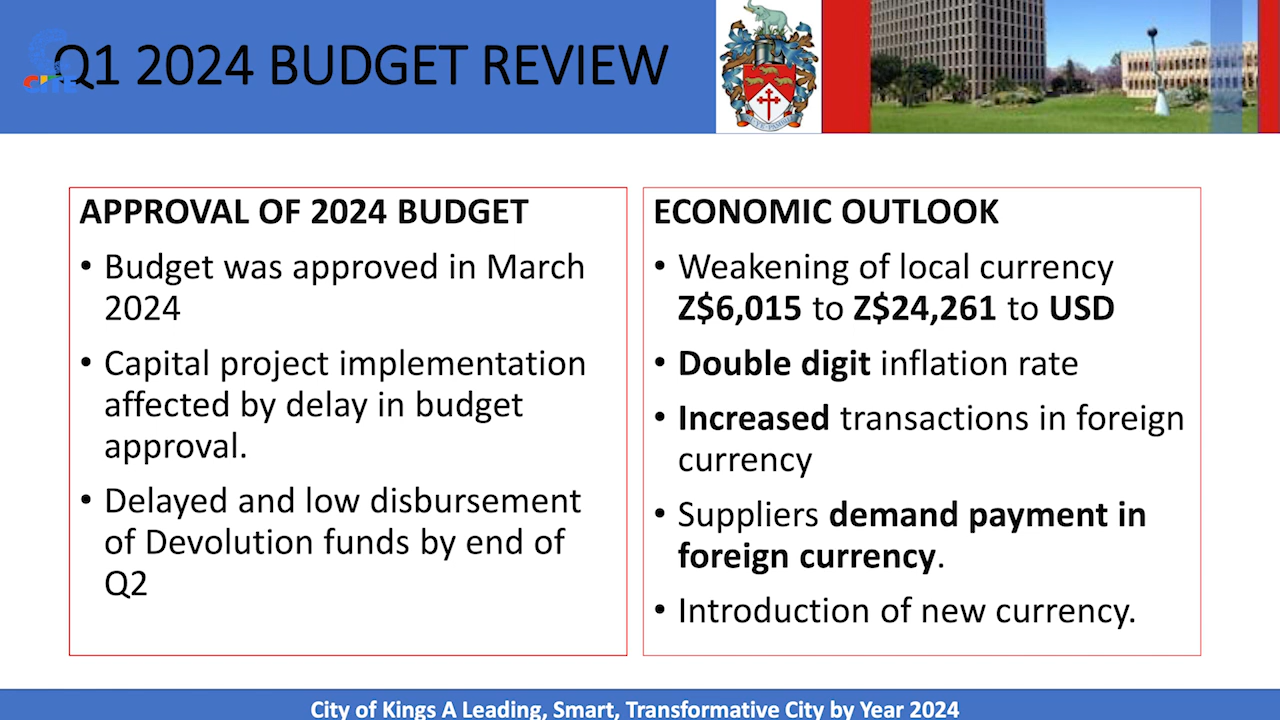 Q1 2024 BUDGET REVIEW
CITE
APPROVAL OF 2024 BUDGET
• Budget was approved in March
2024
• Capital project implementation
affected by delay in budget
approval.
• Delayed and low disbursement
of Devolution funds by end of
Q2
ECONOMIC OUTLOOK
• Weakening of local currency
Z$6,015 to Z$24,261 to USD
• Double digit inflation rate
• Increased transactions in foreign
currency
• Suppliers demand payment in
foreign currency.
• Introduction of new currency.
City of Kings A Leading, Smart, Transformative City by Year 2024